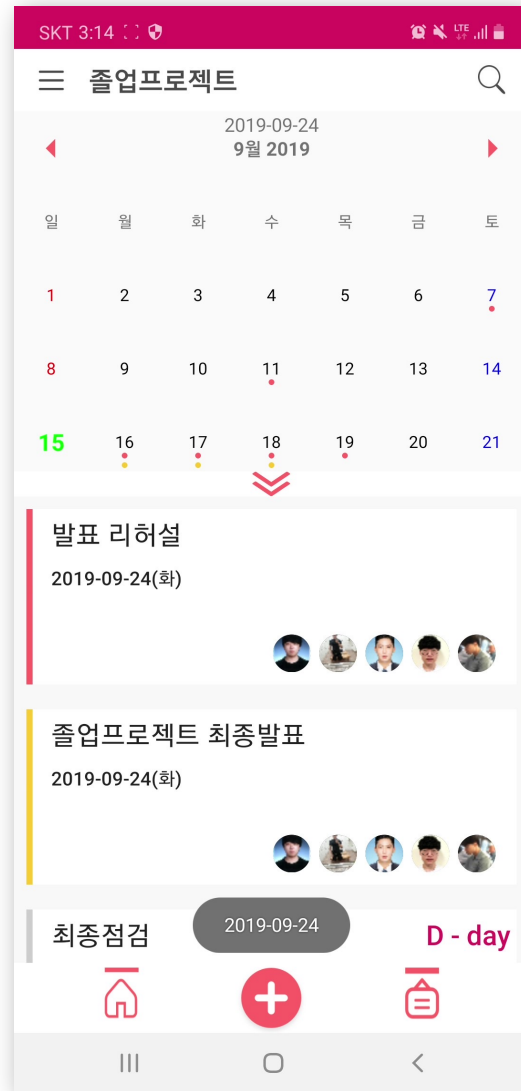 SKT 3:14
LTE
졸업프로젝트
2019-09-24
9월 2019
일 월 화 수 목 금 토
1 2 3 4 5 6 7
8 9 10 11 12 13 14
15 16 17 18 19 20 21
발표 리허설
2019-09-24(화)
졸업프로젝트 최종발표
2019-09-24(화)
최종점검
D - day
2019-09-24